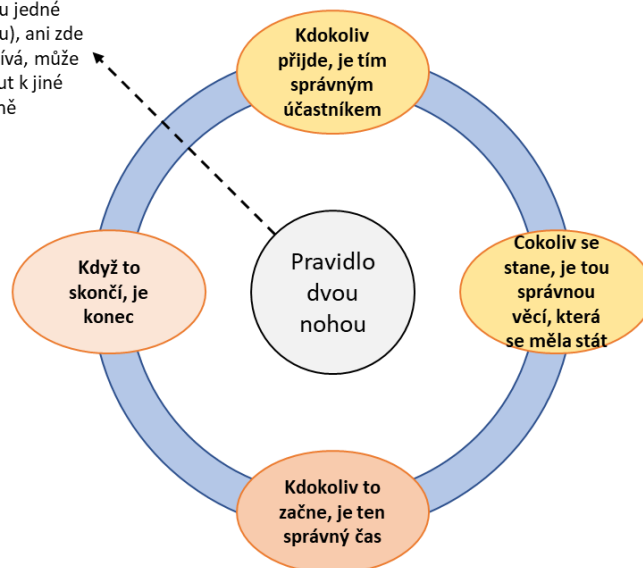 u jedné
u), ani zde
ívá, může
ut k jiné
ně
Kdokoliv
přijde, je tím
správným
účastníkem
Když to
skončí, je
konec
Pravidlo
dvou
nohou
Cokoliv se
stane, je tou
správnou
věcí, která
se měla stát
Kdokoliv to
začne, je ten
správný čas